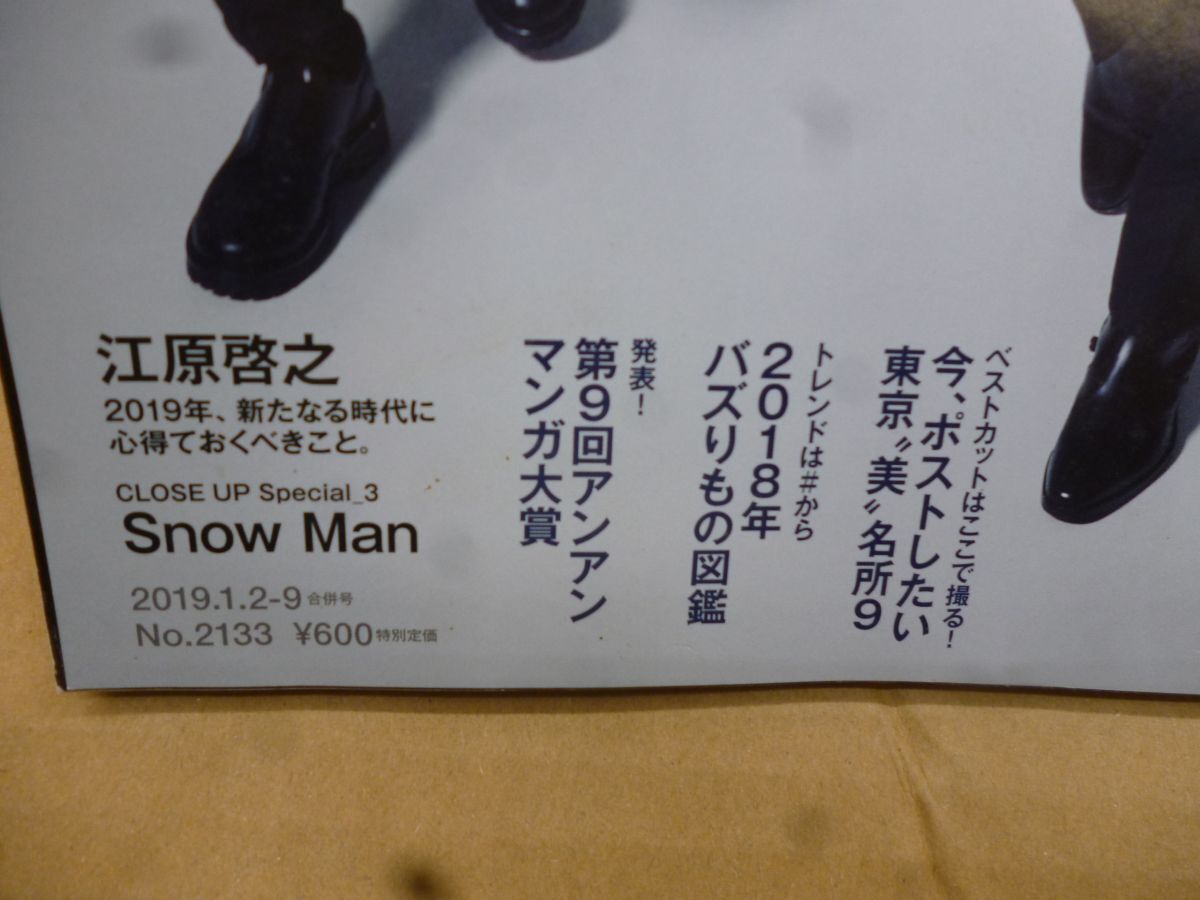 江原啓之
2019年、新たなる時代に
心得ておくべきこと。
CLOSE UP Special_3
Snow Man
2019.1.2-9 合併号
No.2133 ¥600 特別定価
ベストカットはここで撮る!
今、ポストしたい
東京〝美〟名所9
トレンドは#から
2018年
バズりもの図鑑
発表!
第9回アンアン
マンガ大賞